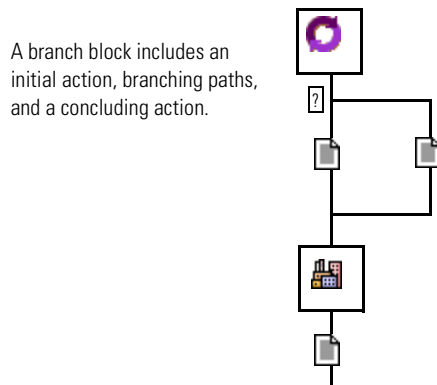 A branch block includes an
initial action, branching paths,
and a concluding action.
?